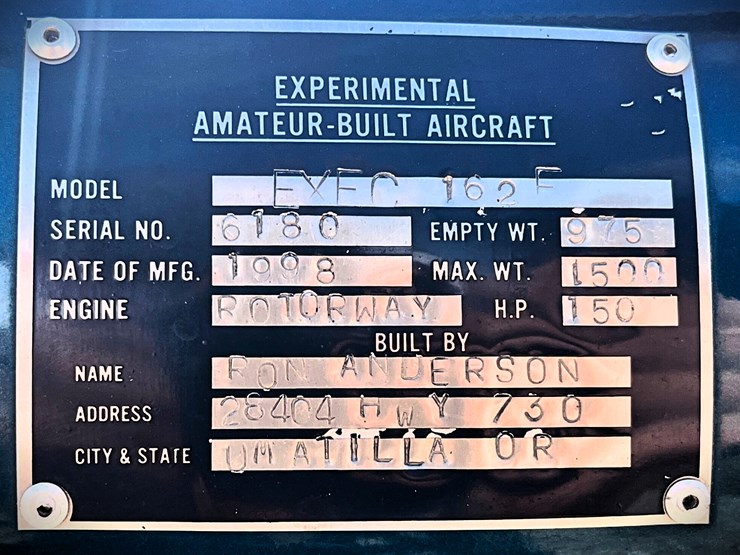 EXPERIMENTAL
AMATEUR-BUILT AIRCRAFT
MODEL EXEC 162 F
SERIAL NO. 6180 EMPTY WT. 975
DATE OF MFG. 1998 MAX. WT. 1500
ENGINE ROTORWAY H.P. 150
BUILT BY
NAME RON ANDERSON
ADDRESS 28404 HWY 730
CITY & STATE UMATILLA OR